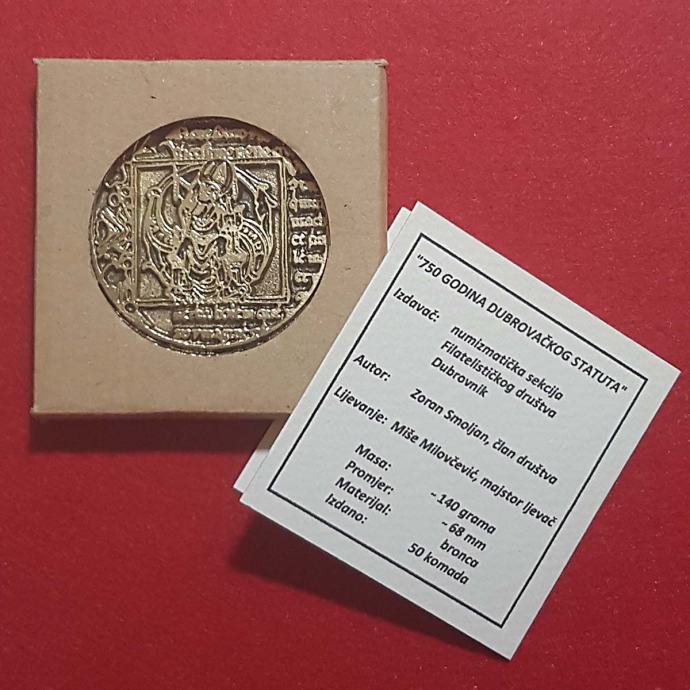 "750 GODINA DUBROVAČKOG STATUTA"
Izdavač: numizmatička sekcija
Filatelističkog društva
Dubrovnik
Autor: Zoran Smoljan, član društva
Lijevanje: Miše Milovčević, majstor ljevač
Masa: ~ 140 grama
Promjer: ~ 68 mm
Materijal: bronca
Izdano: 50 komada